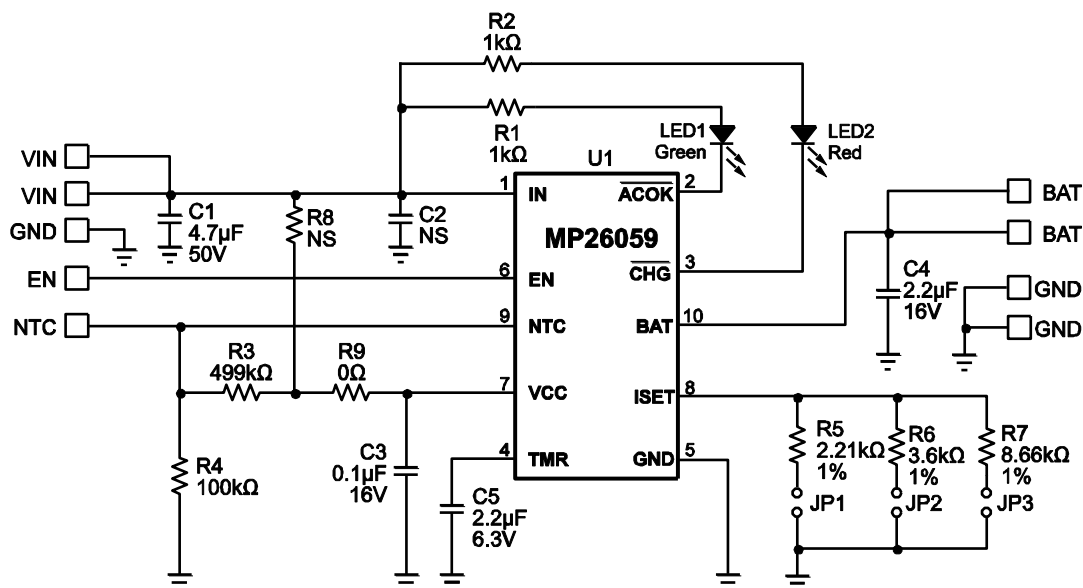 R2
1kΩ
R1
1kΩ
LED1
Green
LED2
Red
U1
VIN
VIN
GND
EN
NTC
C1
4.7µF
50V
R8
NS
C2
NS
1
IN
2
ACOK
MP26059
3
CHG
6
EN
9
NTC
BAT
10
7
VCC
ISET
8
4
TMR
GND
5
R3
499kΩ
R9
0Ω
R4
100kΩ
C3
0.1µF
16V
C5
2.2µF
6.3V
BAT
BAT
C4
2.2µF
16V
GND
GND
R5
2.21kΩ
1%
R6
3.6kΩ
1%
R7
8.66kΩ
1%
JP1
JP2
JP3